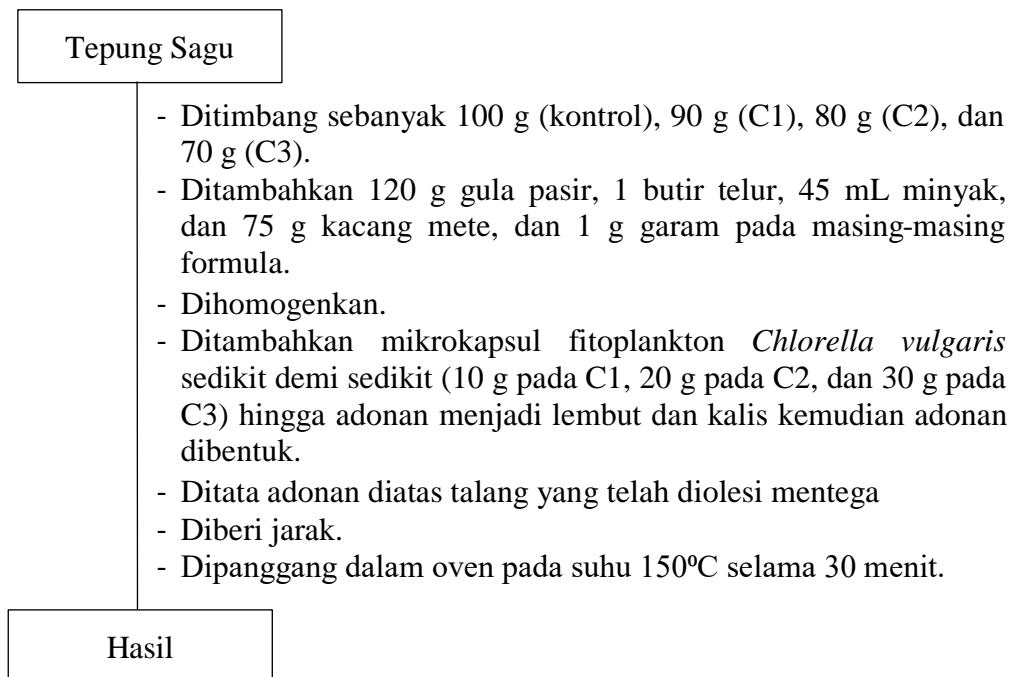 Tepung Sagu
- Ditimbang sebanyak 100 g (kontrol), 90 g (C1), 80 g (C2), dan
70 g (C3).
- Ditambahkan 120 g gula pasir, 1 butir telur, 45 mL minyak,
dan 75 g kacang mete, dan 1 g garam pada masing-masing
formula.
- Dihomogenkan.
- Ditambahkan mikrokapsul fitoplankton Chlorella vulgaris
sedikit demi sedikit (10 g pada C1, 20 g pada C2, dan 30 g pada
C3) hingga adonan menjadi lembut dan kalis kemudian adonan
dibentuk.
- Ditata adonan diatas talang yang telah diolesi mentega
- Diberi jarak.
- Dipanggang dalam oven pada suhu 150⁰C selama 30 menit.
Hasil